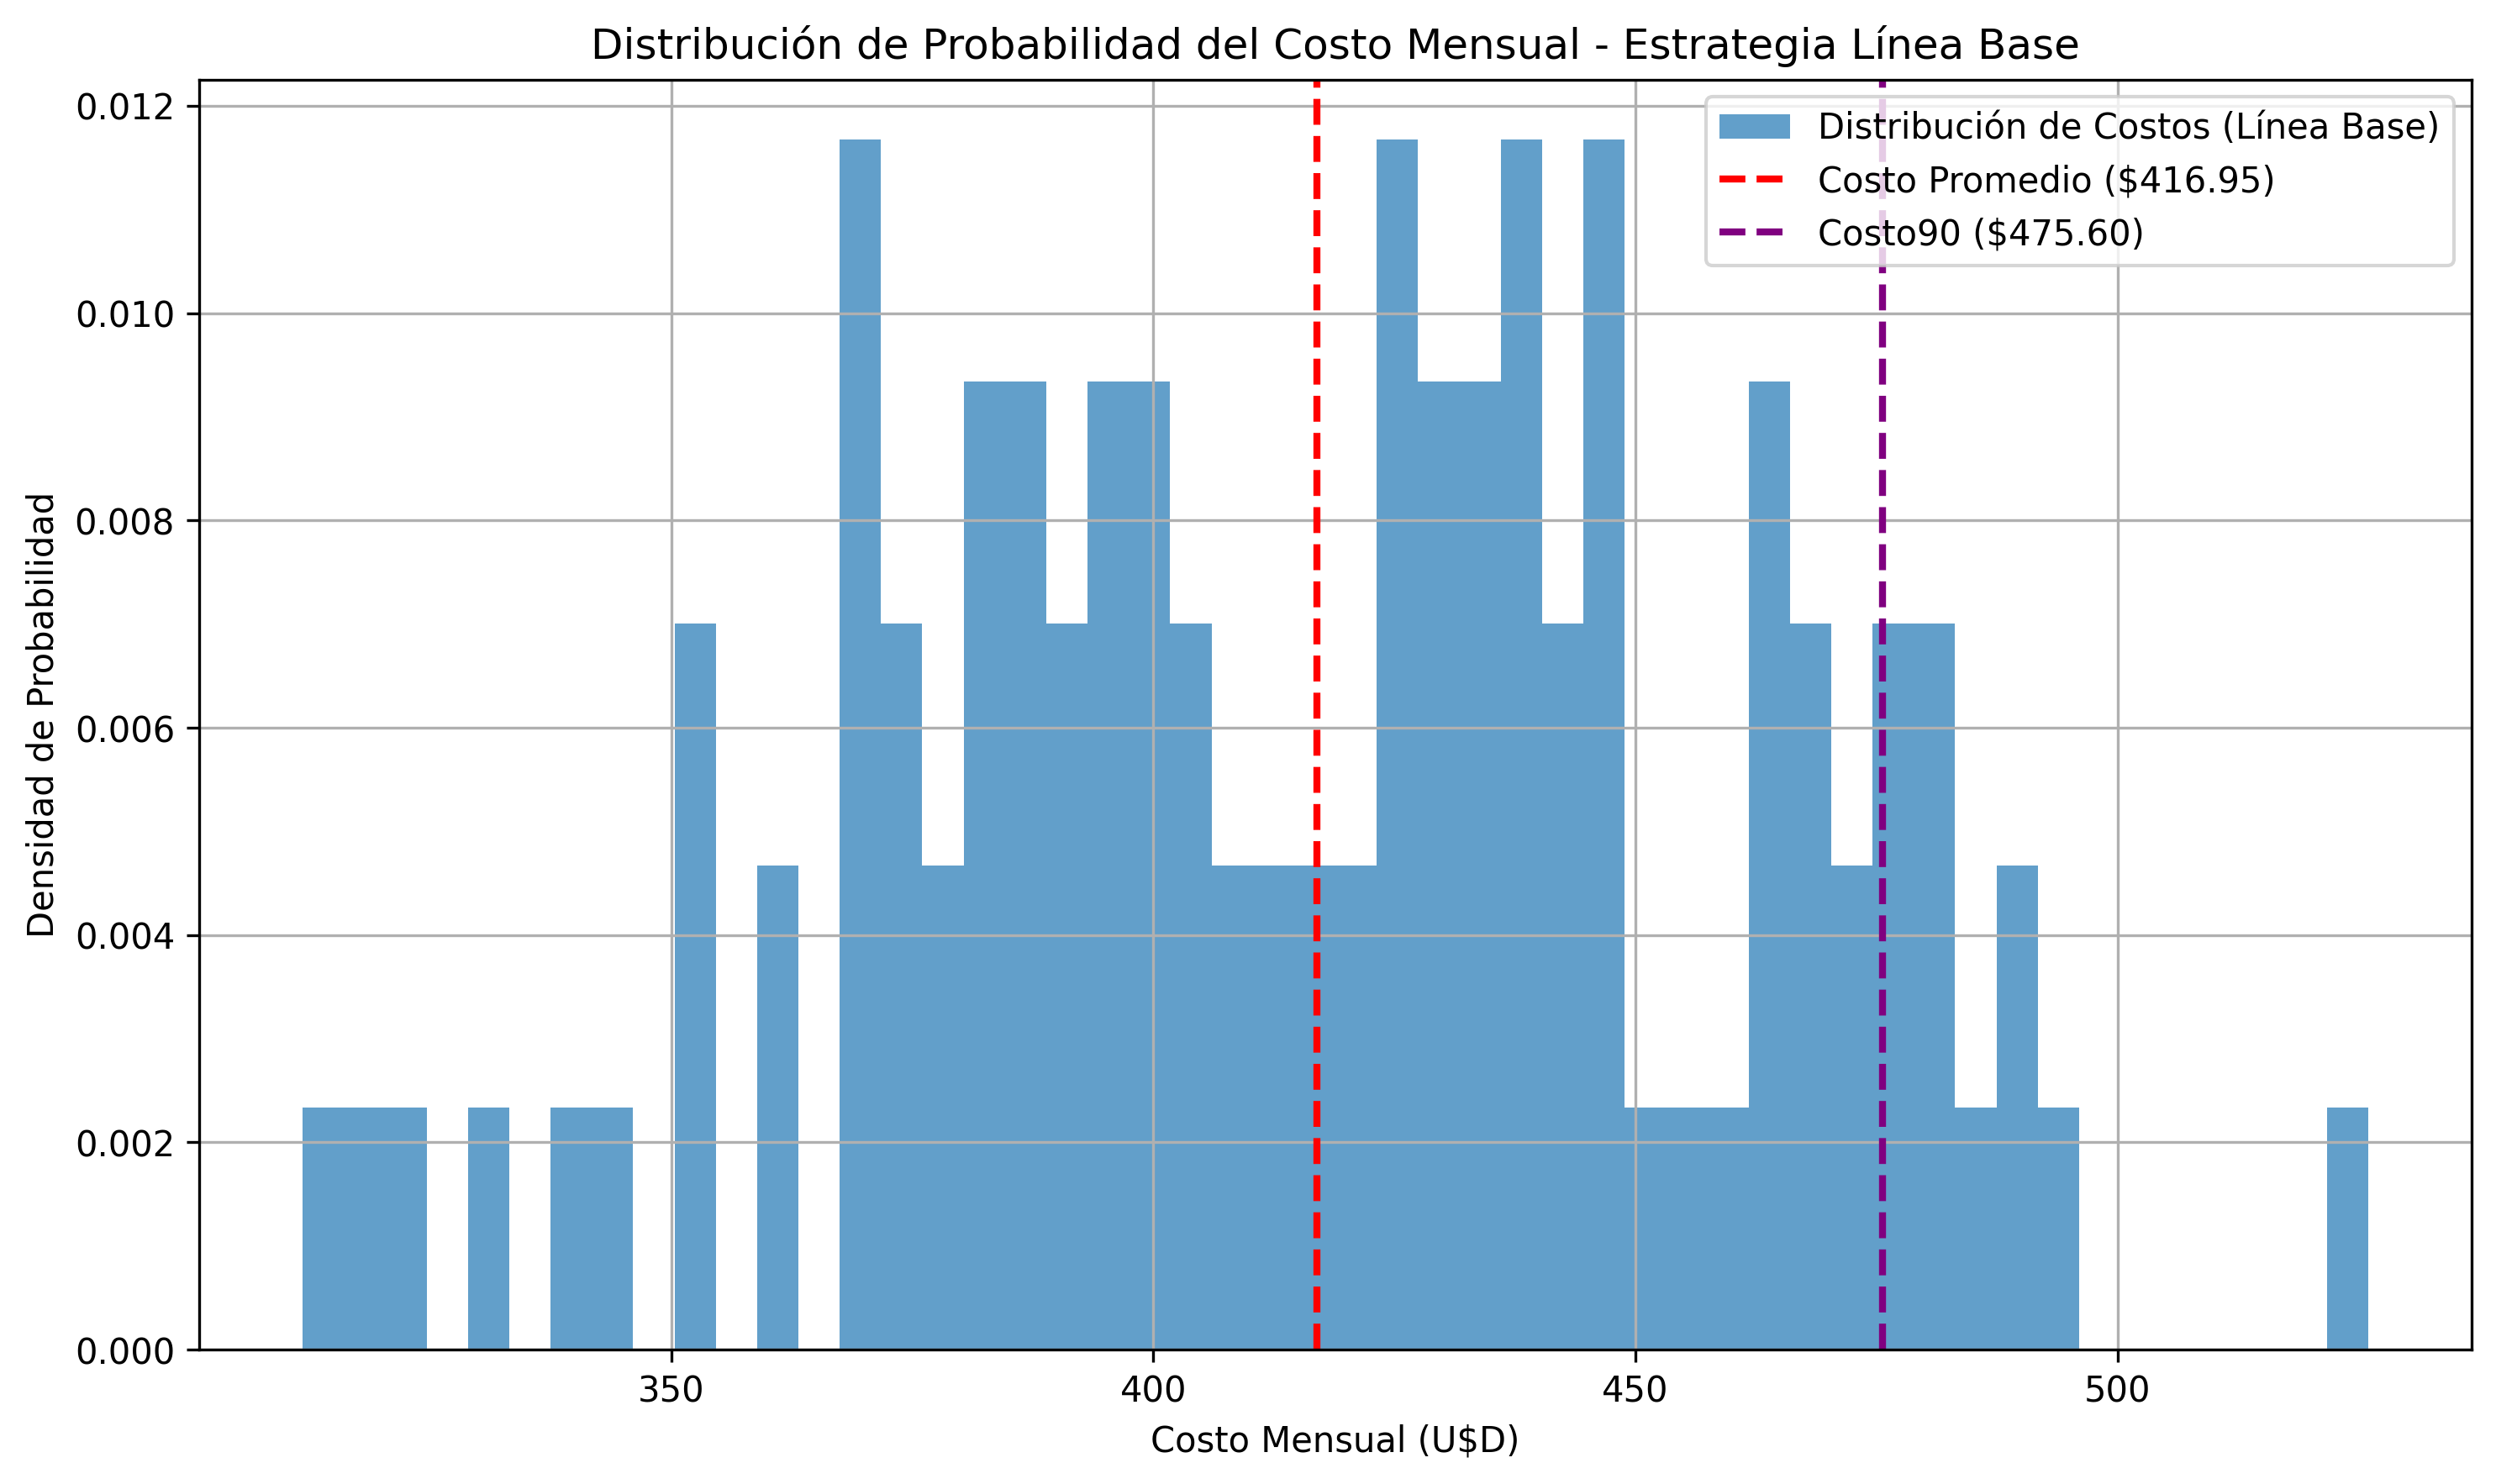 Distribución de Probabilidad del Costo Mensual - Estrategia Línea Base
Distribución de Costos (Línea Base)
Costo Promedio ($416.95)
Costo90 ($475.60)
Densidad de Probabilidad
0.012
0.010
0.008
0.006
0.004
0.002
0.000
350 400 450 500
Costo Mensual (U$D)